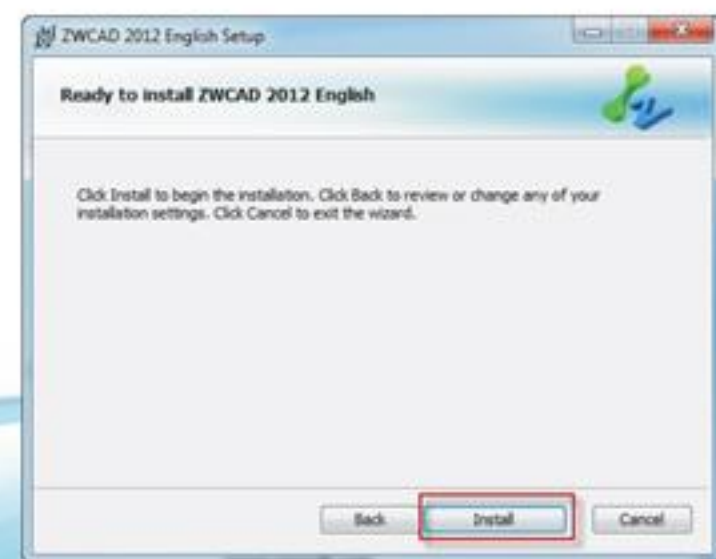 ZWCAD 2012 English Setup
Ready to install ZWCAD 2012 English
Click Install to begin the installation. Click Back to review or change any of your
installation settings. Click Cancel to exit the wizard.
Back Install Cancel